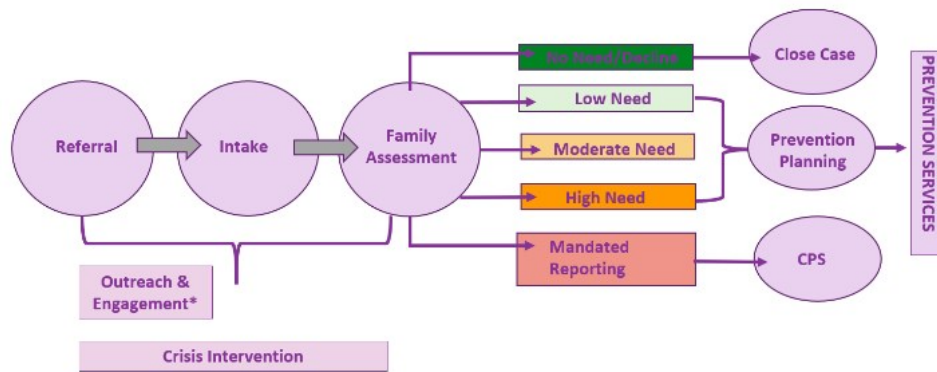 No Need/Decline
Close Case
Low Need
Referral
Intake
Family
Assessment
Moderate Need
Prevention
Planning
PREVENTION SERVICES
High Need
Mandated
Reporting
CPS
Outreach &
Engagement*
Crisis Intervention